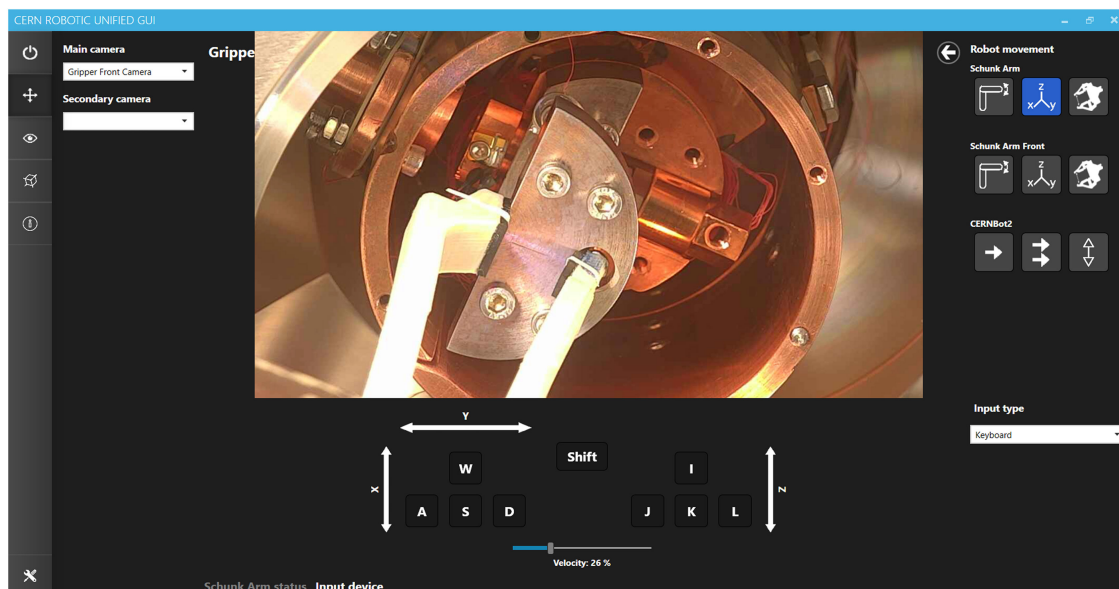 CERN ROBOTIC UNIFIED GUI
Main camera
Gripper Front Camera
Secondary camera
Gripper
Robot movement
Schunk Arm
Z
X Y
Schunk Arm Front
Z
X Y
CERNBot2
Input type
Keyboard
Y
X
Z
Shift
W
I
A S D
J K L
Velocity: 26 %
Schunk Arm status Input device